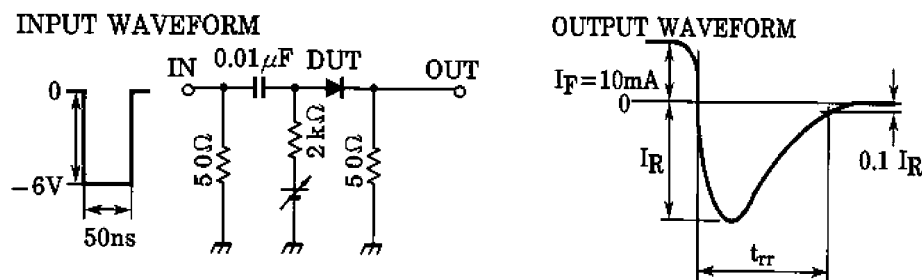 INPUT WAVEFORM
0
−6V
50ns
IN
0.01μF
DUT
OUT
50Ω
2kΩ
50Ω
OUTPUT WAVEFORM
I_F=10mA
0
I_R
0.1 I_R
t_rr